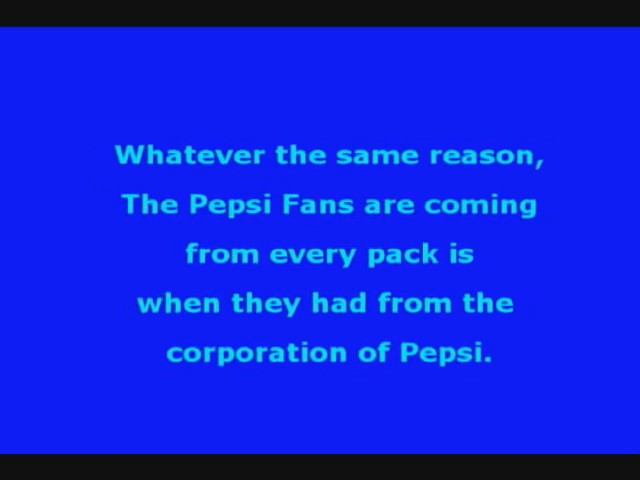 Whatever the same reason,
The Pepsi Fans are coming
from every pack is
when they had from the
corporation of Pepsi.